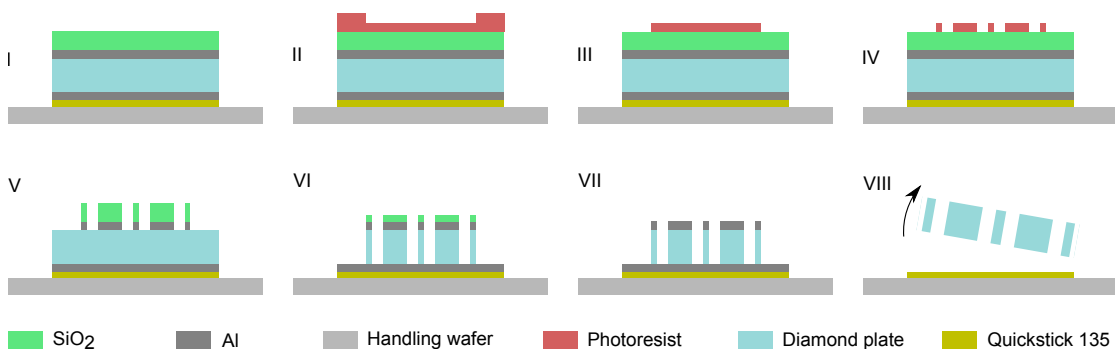 I
II
III
IV
V
VI
VII
VIII
SiO2
Al
Handling wafer
Photoresist
Diamond plate
Quickstick 135